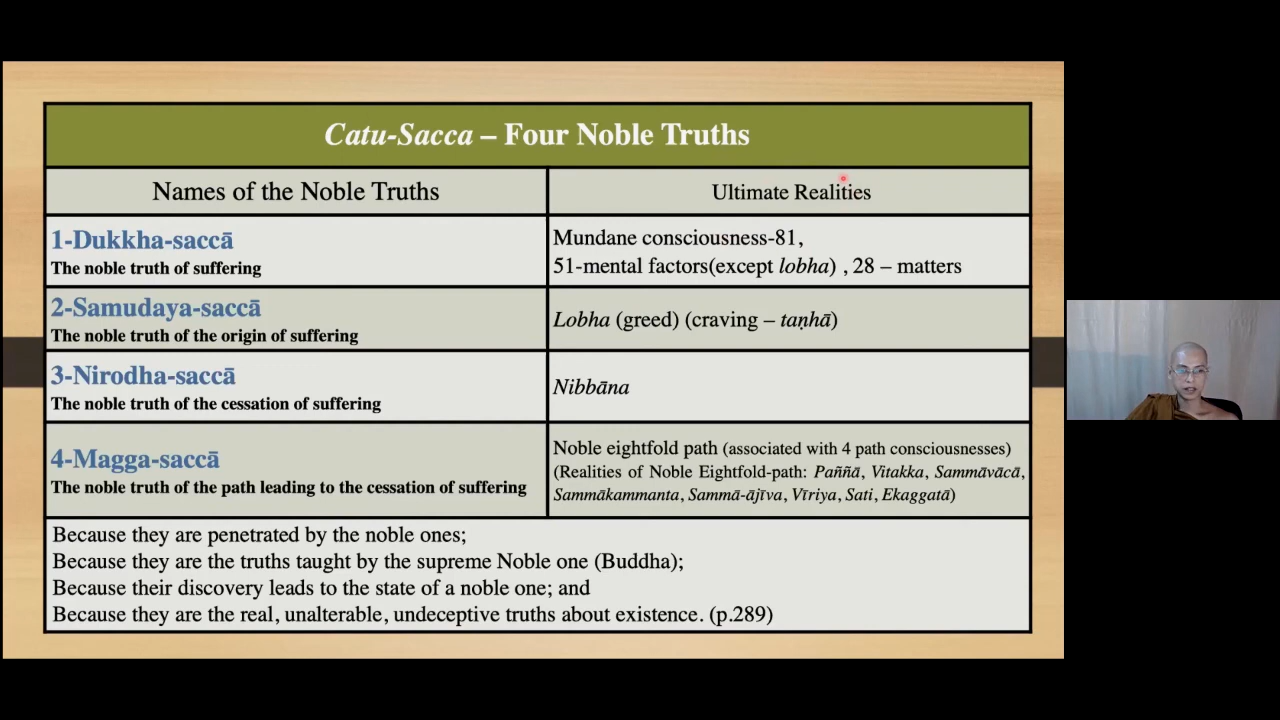 Catu-Sacca – Four Noble Truths
Names of the Noble Truths
Ultimate Realities
1-Dukkha-saccā
The noble truth of suffering
Mundane consciousness-81,
51-mental factors(except lobha) , 28 – matters
2-Samudaya-saccā
The noble truth of the origin of suffering
Lobha (greed) (craving – taṇhā)
3-Nirodha-saccā
The noble truth of the cessation of suffering
Nibbāna
4-Magga-saccā
The noble truth of the path leading to the cessation of suffering
Noble eightfold path (associated with 4 path consciousnesses)
(Realities of Noble Eightfold-path: Paññā, Vitakka, Sammāvācā,
Sammākammanta, Sammā-ājīva, Vīriya, Sati, Ekaggatā)
Because they are penetrated by the noble ones;
Because they are the truths taught by the supreme Noble one (Buddha);
Because their discovery leads to the state of a noble one; and
Because they are the real, unalterable, undeceptive truths about existence. (p.289)